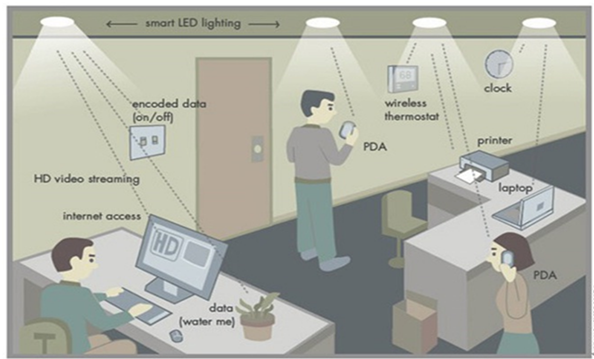 smart LED lighting
encoded data
(on/off)
HD video streaming
internet access
HD
data
(water me)
PDA
68
wireless
thermostat
clock
printer
laptop
PDA